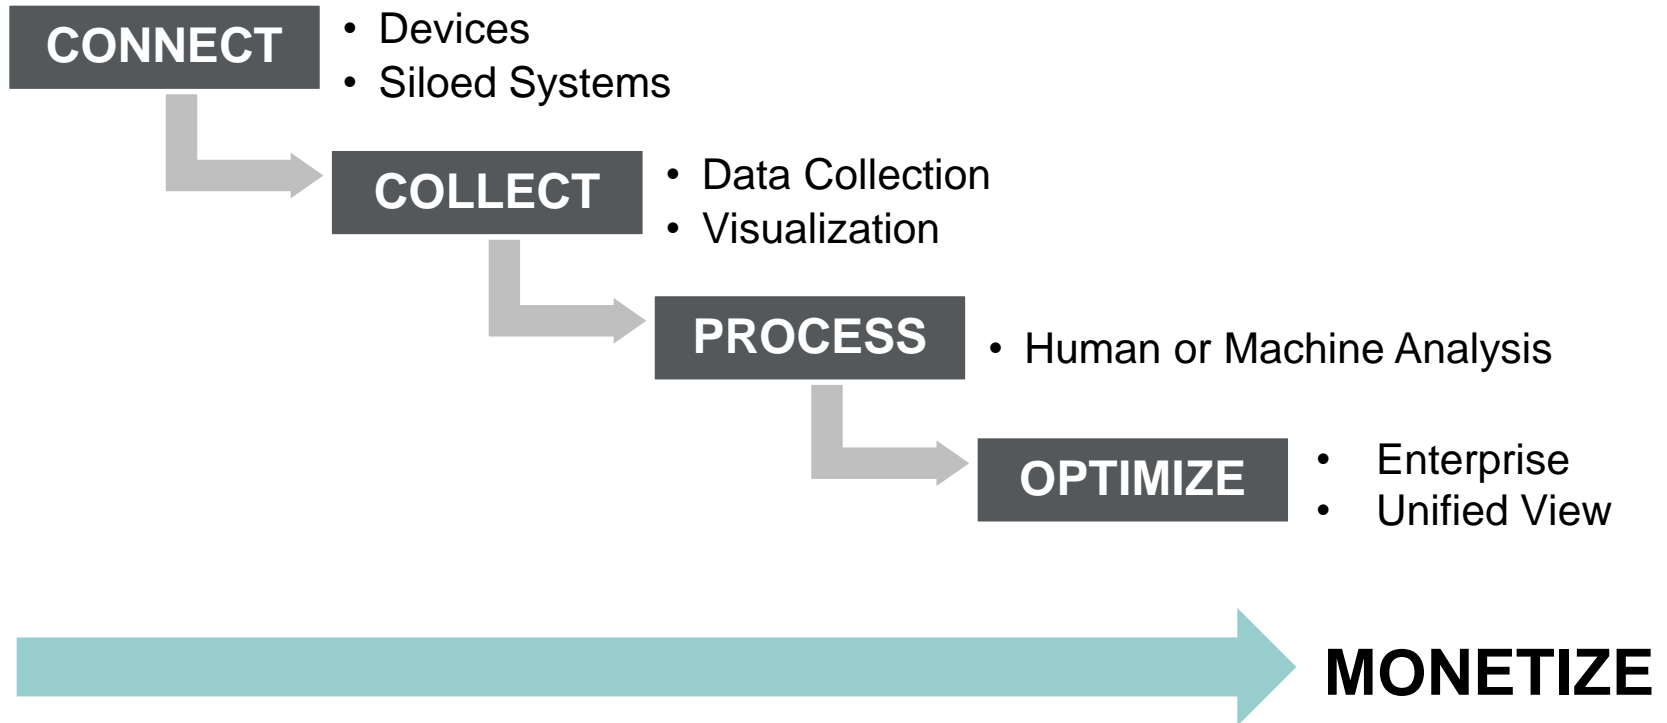 CONNECT
• Devices
• Siloed Systems
COLLECT
• Data Collection
• Visualization
PROCESS
• Human or Machine Analysis
OPTIMIZE
• Enterprise
• Unified View
MONETIZE